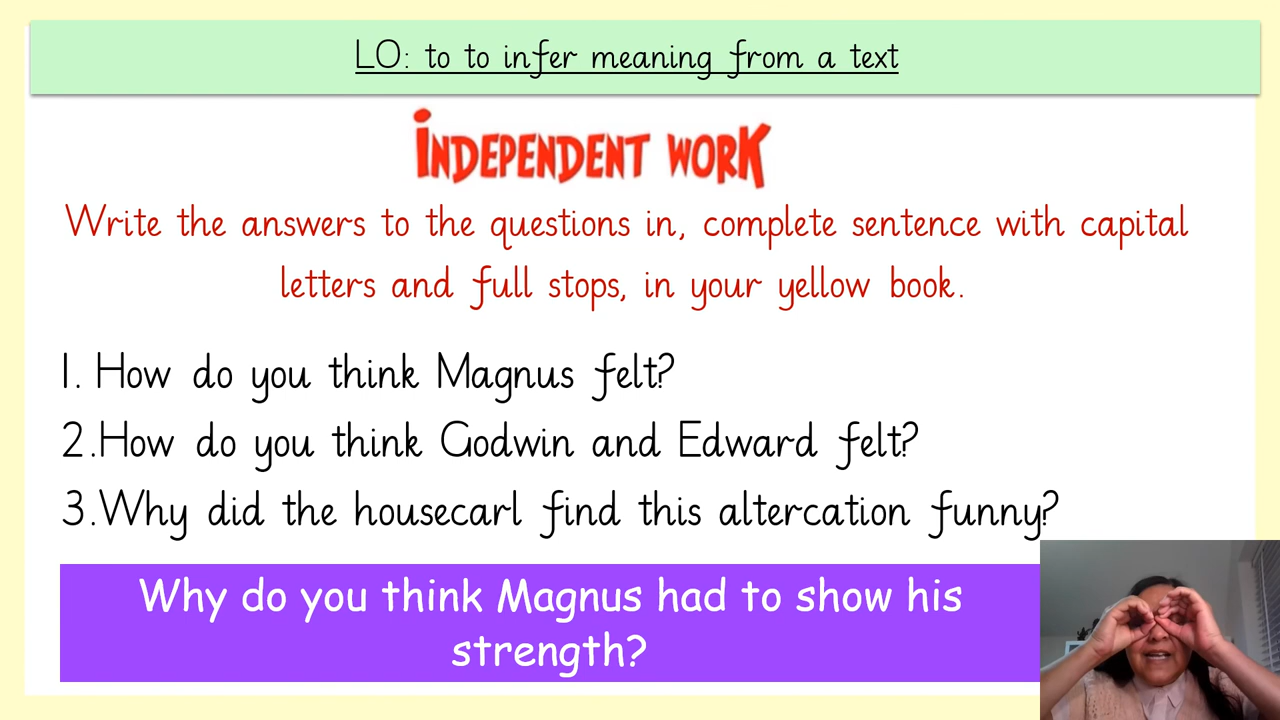 LO: to to infer meaning from a text
INDEPENDENT WORK
Write the answers to the questions in, complete sentence with capital
letters and full stops, in your yellow book.
1. How do you think Magnus felt?
2.How do you think Godwin and Edward felt?
3.Why did the housecarl find this altercation funny?
Why do you think Magnus had to show his
strength?